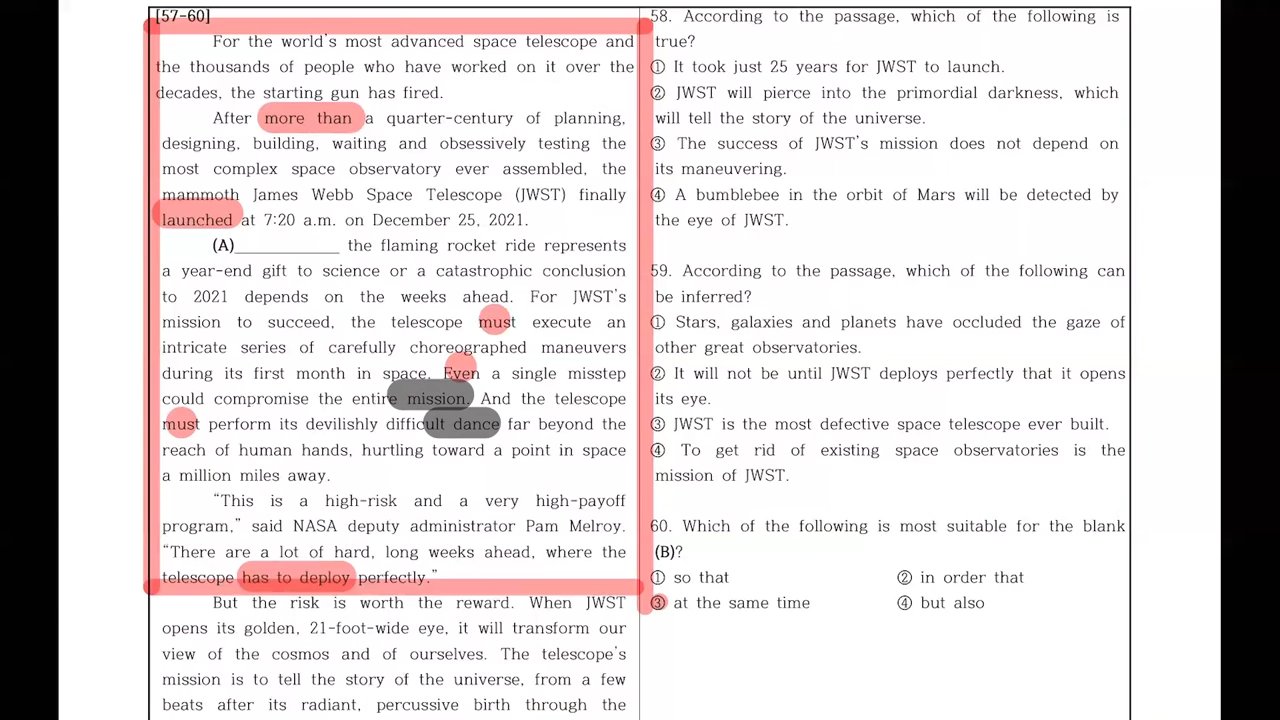 [57-60]
For the world's most advanced space telescope and
the thousands of people who have worked on it over the
decades, the starting gun has fired.
After more than a quarter-century of planning,
designing, building, waiting and obsessively testing the
most complex space observatory ever assembled, the
mammoth James Webb Space Telescope (JWST) finally
launched at 7:20 a.m. on December 25, 2021.
(A)____________ the flaming rocket ride represents
a year-end gift to science or a catastrophic conclusion
to 2021 depends on the weeks ahead. For JWST's
mission to succeed, the telescope must execute an
intricate series of carefully choreographed maneuvers
during its first month in space. Even a single misstep
could compromise the entire mission. And the telescope
must perform its devilishly difficult dance far beyond the
reach of human hands, hurtling toward a point in space
a million miles away.
“This is a high-risk and a very high-payoff
program,” said NASA deputy administrator Pam Melroy.
“There are a lot of hard, long weeks ahead, where the
telescope has to deploy perfectly.”
But the risk is worth the reward. When JWST
opens its golden, 21-foot-wide eye, it will transform our
view of the cosmos and of ourselves. The telescope's
mission is to tell the story of the universe, from a few
beats after its radiant, percussive birth through the
58. According to the passage, which of the following is
true?
① It took just 25 years for JWST to launch.
② JWST will pierce into the primordial darkness, which
will tell the story of the universe.
③ The success of JWST's mission does not depend on
its maneuvering.
④ A bumblebee in the orbit of Mars will be detected by
the eye of JWST.
59. According to the passage, which of the following can
be inferred?
① Stars, galaxies and planets have occluded the gaze of
other great observatories.
② It will not be until JWST deploys perfectly that it opens
its eye.
③ JWST is the most defective space telescope ever built.
④ To get rid of existing space observatories is the
mission of JWST.
60. Which of the following is most suitable for the blank
(B)?
① so that ② in order that
③ at the same time ④ but also